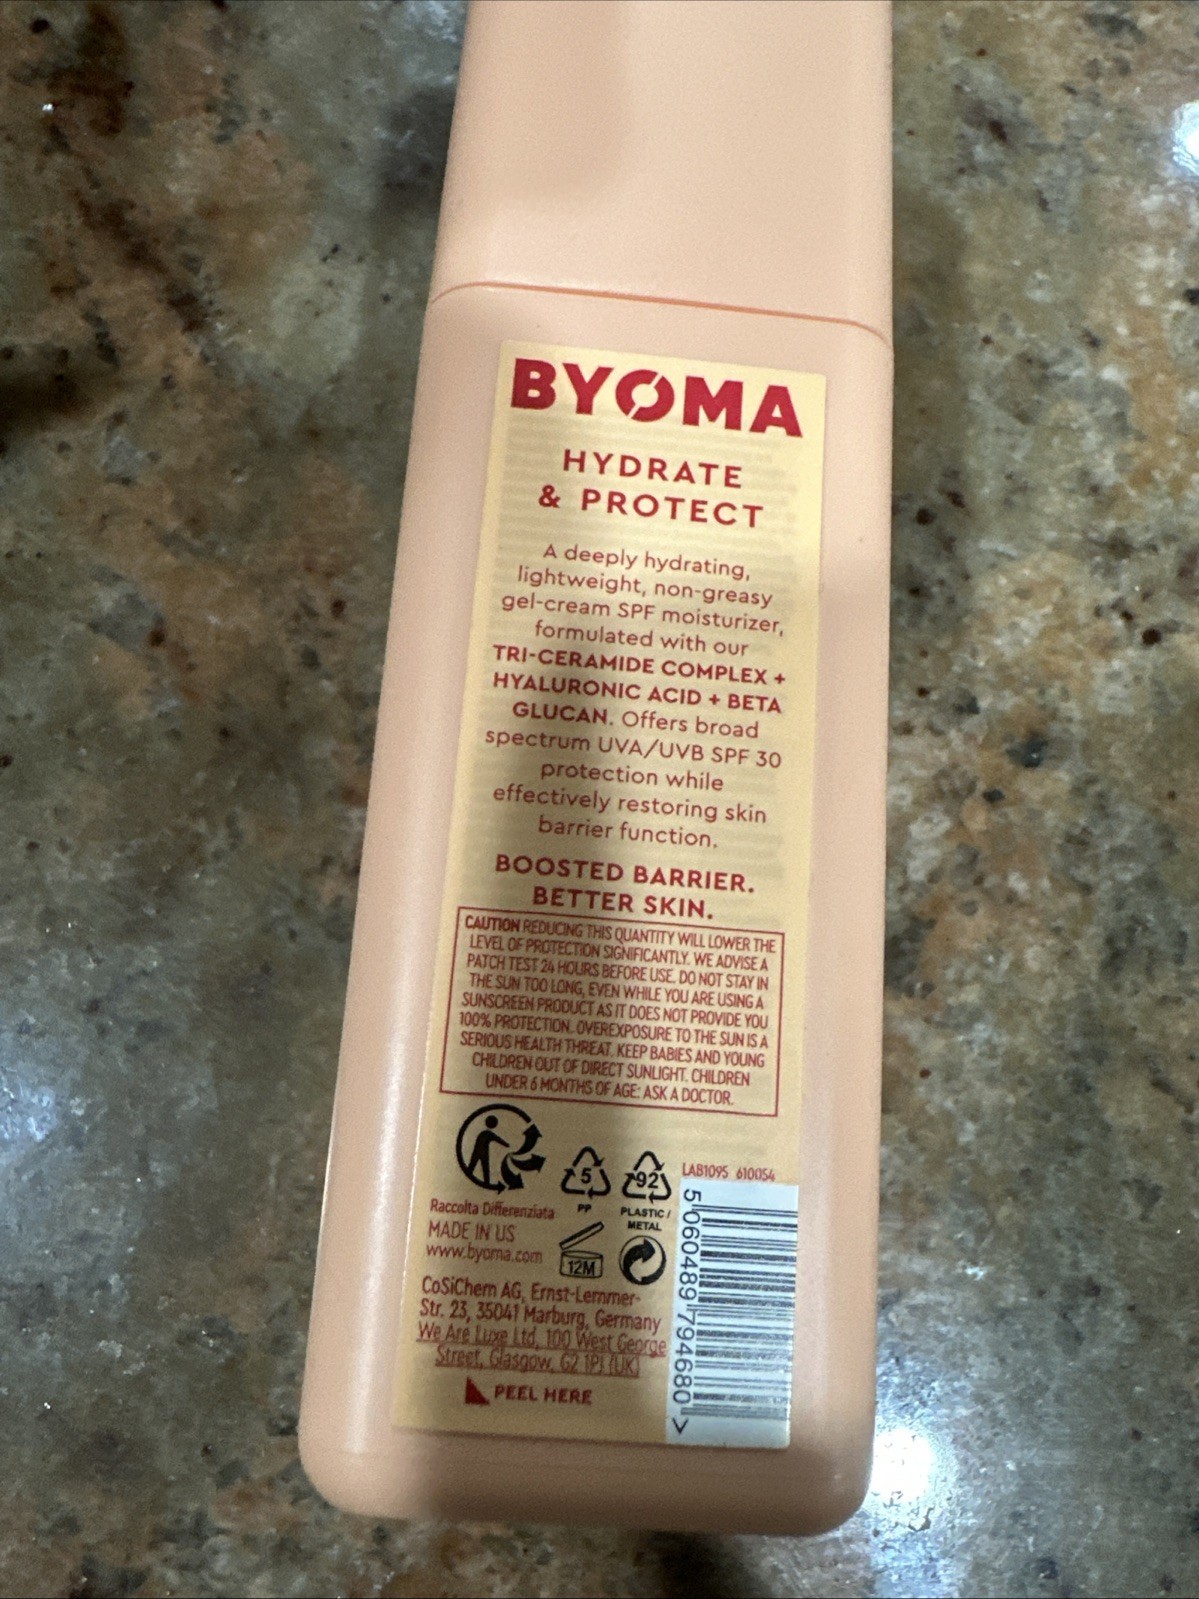 BYOMA
HYDRATE
& PROTECT
A deeply hydrating,
lightweight, non-greasy
gel-cream SPF moisturizer,
formulated with our
TRI-CERAMIDE COMPLEX +
HYALURONIC ACID + BETA
GLUCAN. Offers broad
spectrum UVA/UVB SPF 30
protection while
effectively restoring skin
barrier function.
BOOSTED BARRIER.
BETTER SKIN.
CAUTION REDUCING THIS QUANTITY WILL LOWER THE
LEVEL OF PROTECTION SIGNIFICANTLY. WE ADVISE A
PATCH TEST 24 HOURS BEFORE USE. DO NOT STAY IN
THE SUN TOO LONG, EVEN WHILE YOU ARE USING A
SUNSCREEN PRODUCT AS IT DOES NOT PROVIDE YOU
100% PROTECTION. OVEREXPOSURE TO THE SUN IS A
SERIOUS HEALTH THREAT. KEEP BABIES AND YOUNG
CHILDREN OUT OF DIRECT SUNLIGHT. CHILDREN
UNDER 6 MONTHS OF AGE: ASK A DOCTOR.
5
PP
92
PLASTIC /
METAL
LAB1095 610054
Raccolta Differenziata
MADE IN US
www.byoma.com
12M
CoSiChem AG, Ernst-Lemmer-
Str. 23, 35041 Marburg, Germany
We Are Luxe Ltd, 100 West George
Street, Glasgow, G2 1PJ (UK)
PEEL HERE
5 060489 794680 >